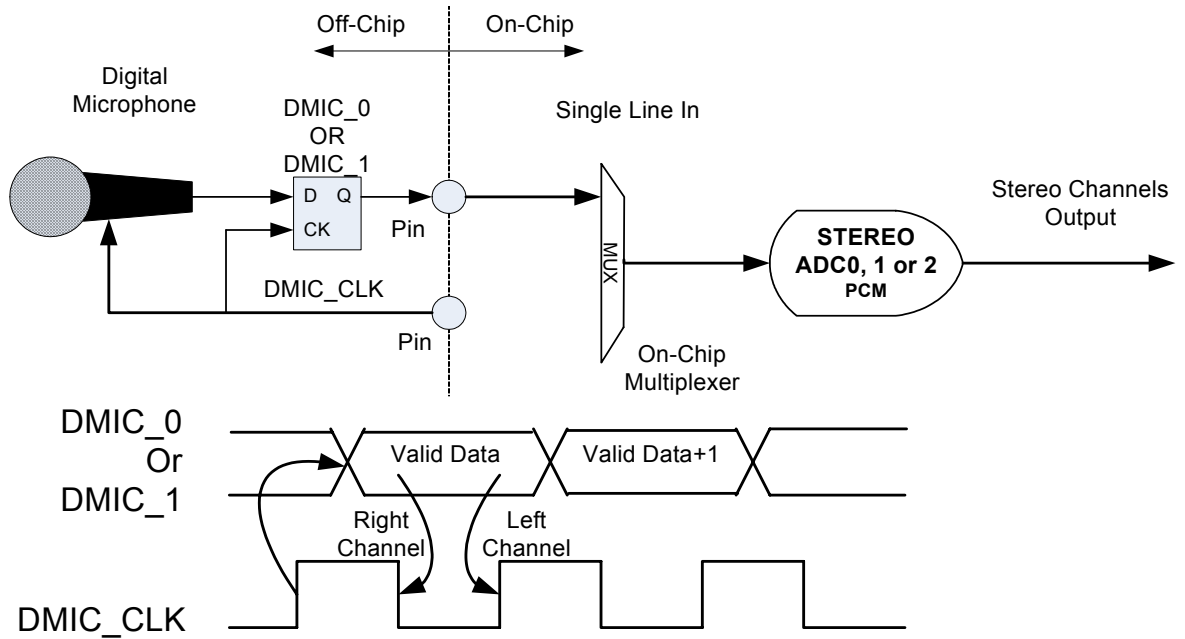 Off-Chip
On-Chip
Digital
Microphone
DMIC_0
OR
DMIC_1
Single Line In
D Q
CK
Pin
MUX
STEREO
ADC0, 1 or 2
PCM
Stereo Channels
Output
DMIC_CLK
Pin
On-Chip
Multiplexer
DMIC_0
Or
DMIC_1
Valid Data
Valid Data+1
Right
Channel
Left
Channel
DMIC_CLK